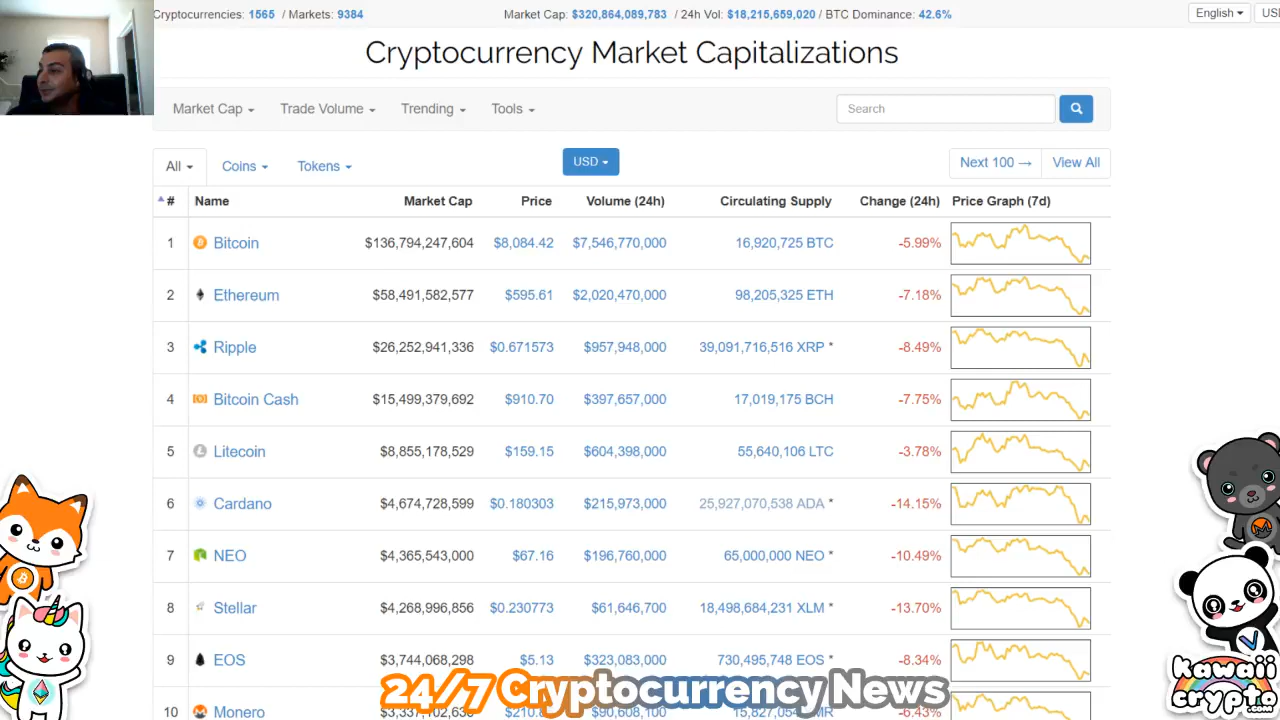 Cryptocurrencies: 1565 / Markets: 9384 Market Cap: $320,864,089,783 / 24h Vol: $18,215,659,020 / BTC Dominance: 42.6% English
Cryptocurrency Market Capitalizations
Market Cap Trade Volume Trending Tools Search
All Coins Tokens USD Next 100 → View All
# Name Market Cap Price Volume (24h) Circulating Supply Change (24h) Price Graph (7d)
1 Bitcoin $136,794,247,604 $8,084.42 $7,546,770,000 16,920,725 BTC -5.99%
2 Ethereum $58,491,582,577 $595.61 $2,020,470,000 98,205,325 ETH -7.18%
3 Ripple $26,252,941,336 $0.671573 $957,948,000 39,091,716,516 XRP * -8.49%
4 Bitcoin Cash $15,499,379,692 $910.70 $397,657,000 17,019,175 BCH -7.75%
5 Litecoin $8,855,178,529 $159.15 $604,398,000 55,640,106 LTC -3.78%
6 Cardano $4,674,728,599 $0.180303 $215,973,000 25,927,070,538 ADA * -14.15%
7 NEO $4,365,543,000 $67.16 $196,760,000 65,000,000 NEO * -10.49%
8 Stellar $4,268,996,856 $0.230773 $61,646,700 18,498,684,231 XLM * -13.70%
9 EOS $3,744,068,298 $5.13 $323,083,000 730,495,748 EOS * -8.34%
10 Monero -6.43%
24/7 Cryptocurrency News
kawaii
crypto
.com